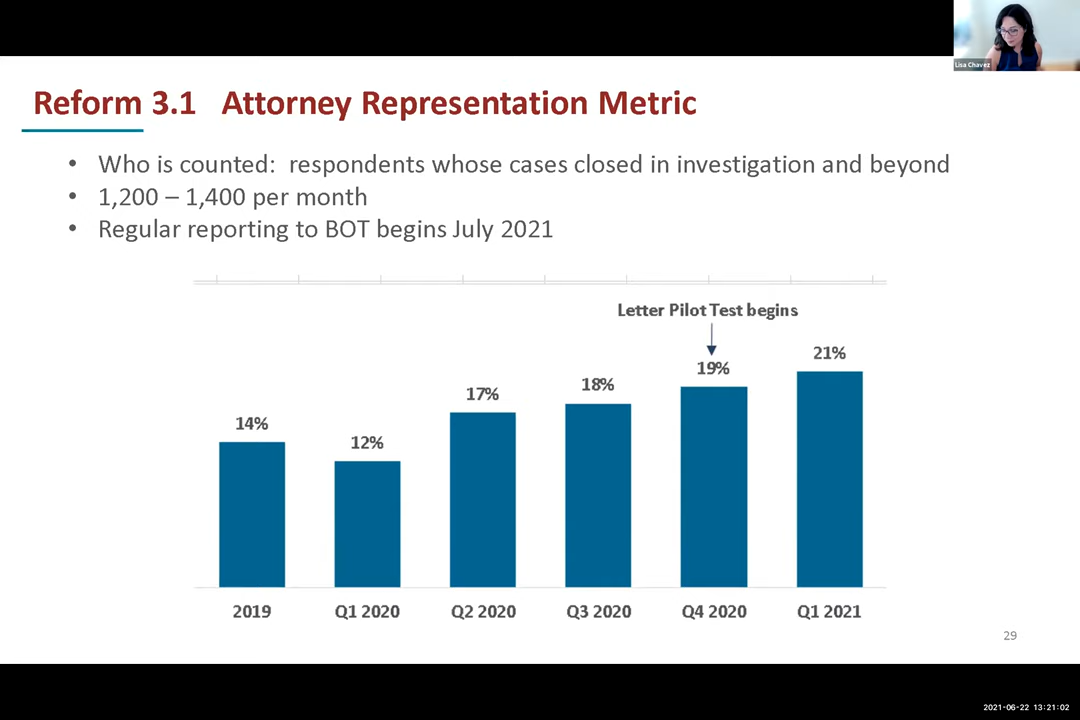 Lisa Chavez
Reform 3.1 Attorney Representation Metric
• Who is counted: respondents whose cases closed in investigation and beyond
• 1,200 – 1,400 per month
• Regular reporting to BOT begins July 2021
Letter Pilot Test begins
14%
12%
17%
18%
19%
21%
2019
Q1 2020
Q2 2020
Q3 2020
Q4 2020
Q1 2021
29
2021-06-22 13:21:02